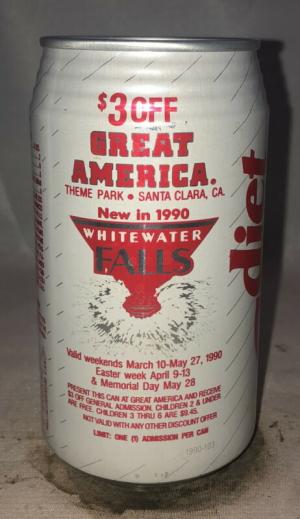 $3 OFF
GREAT
AMERICA.
THEME PARK • SANTA CLARA, CA.
New in 1990
WHITEWATER
FALLS
Valid weekends March 10-May 27, 1990
Easter week April 9-13
& Memorial Day May 28
PRESENT THIS CAN AT GREAT AMERICA AND RECEIVE
$3 OFF GENERAL ADMISSION. CHILDREN 2 & UNDER
ARE FREE. CHILDREN 3 THRU 6 ARE $9.45.
NOT VALID WITH ANY OTHER DISCOUNT OFFER
LIMIT: ONE (1) ADMISSION PER CAN
1990-103
diet